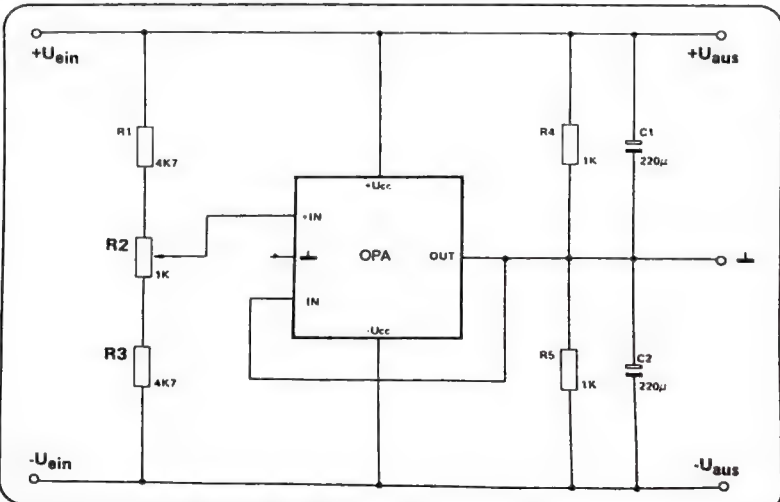 +Uein
+Uaus
R1
4K7
R4
1K
C1
220µ
+Ucc
+IN
R2
1K
OPA
OUT
IN
-Ucc
R3
4K7
R5
1K
C2
220µ
-Uein
-Uaus